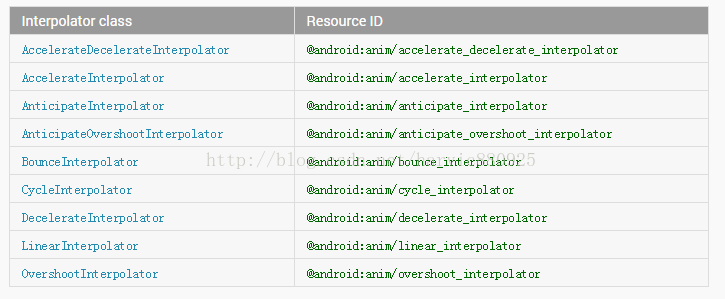 Interpolator class Resource ID
AccelerateDecelerateInterpolator @android:anim/accelerate_decelerate_interpolator
AccelerateInterpolator @android:anim/accelerate_interpolator
AnticipateInterpolator @android:anim/anticipate_interpolator
AnticipateOvershootInterpolator @android:anim/anticipate_overshoot_interpolator
BounceInterpolator @android:anim/bounce_interpolator
CycleInterpolator @android:anim/cycle_interpolator
DecelerateInterpolator @android:anim/decelerate_interpolator
LinearInterpolator @android:anim/linear_interpolator
OvershootInterpolator @android:anim/overshoot_interpolator